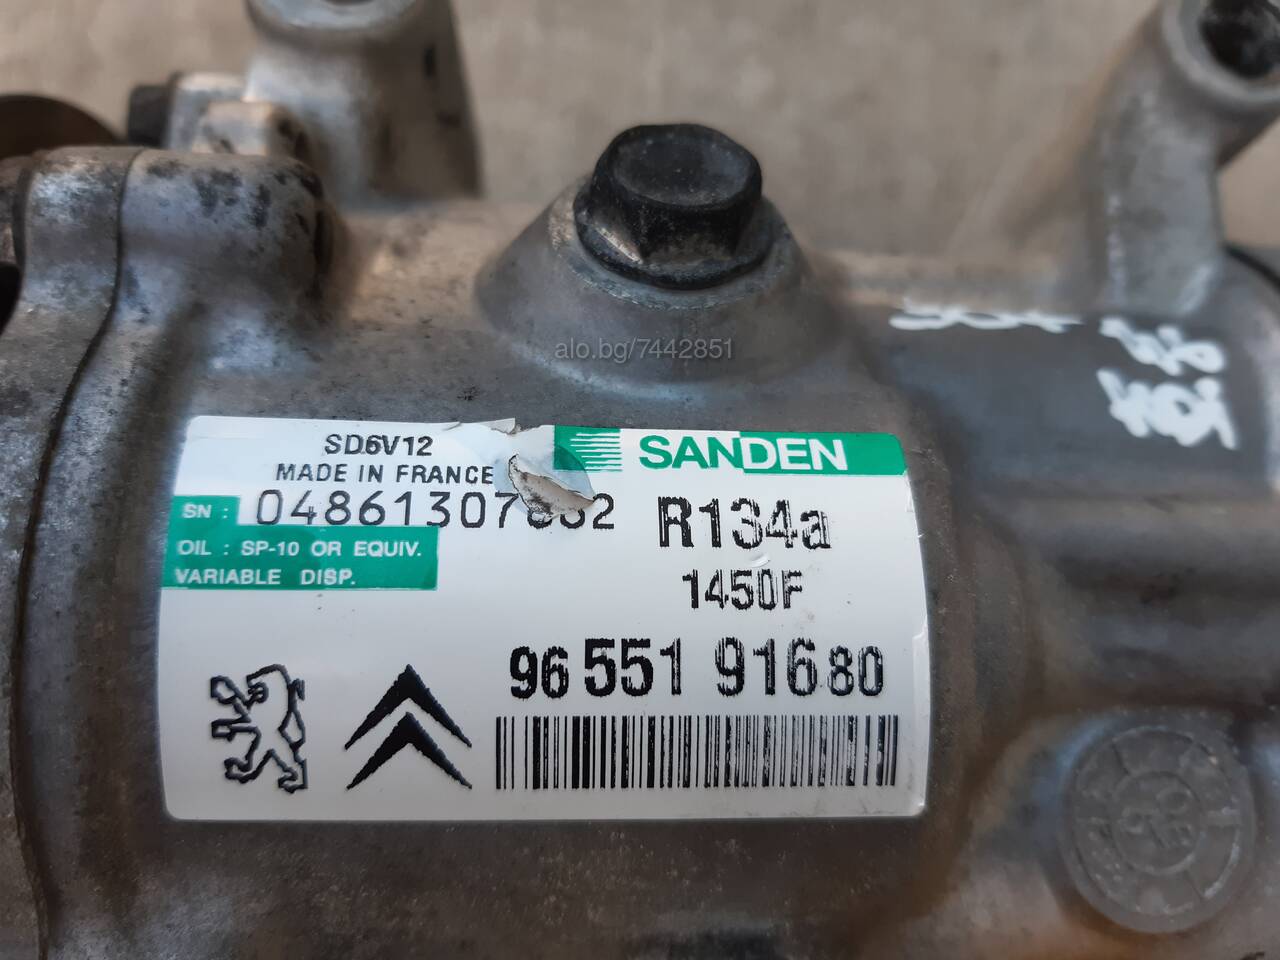 alo.bg/7442851
SD6V12
MADE IN FRANCE
SANDEN
SN :
R134a
OIL : SP-10 OR EQUIV.
VARIABLE DISP.
1450F
96 551 916 80